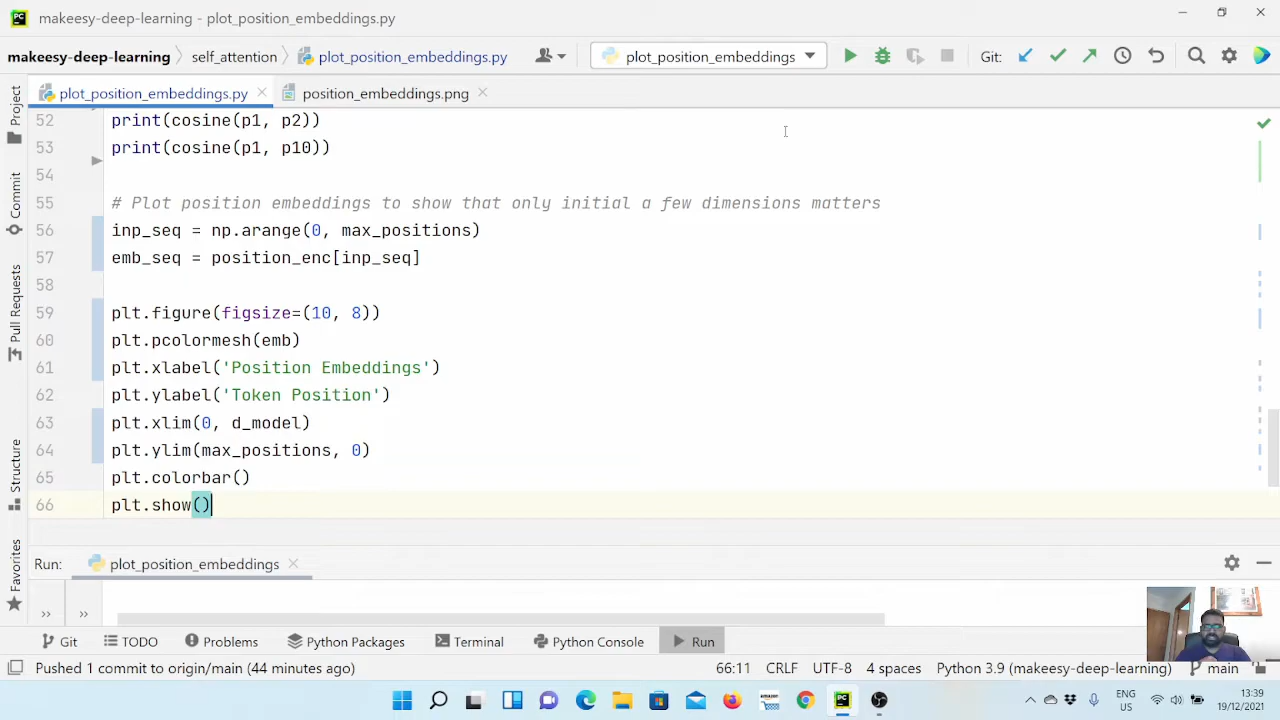 PC makeesy-deep-learning - plot_position_embeddings.py
makeesy-deep-learning self_attention plot_position_embeddings.py plot_position_embeddings Git:
plot_position_embeddings.py position_embeddings.png
Project
Commit
Pull Requests
Structure
Favorites
52 print(cosine(p1, p2))
53 print(cosine(p1, p10))
54
55 # Plot position embeddings to show that only initial a few dimensions matters
56 inp_seq = np.arange(0, max_positions)
57 emb_seq = position_enc[inp_seq]
58
59 plt.figure(figsize=(10, 8))
60 plt.pcolormesh(emb)
61 plt.xlabel('Position Embeddings')
62 plt.ylabel('Token Position')
63 plt.xlim(0, d_model)
64 plt.ylim(max_positions, 0)
65 plt.colorbar()
66 plt.show()
Run: plot_position_embeddings
Git TODO Problems Python Packages Terminal Python Console Run
Pushed 1 commit to origin/main (44 minutes ago) 66:11 CRLF UTF-8 4 spaces Python 3.9 (makeesy-deep-learning) main
ENG 13:39
US 19/12/2021